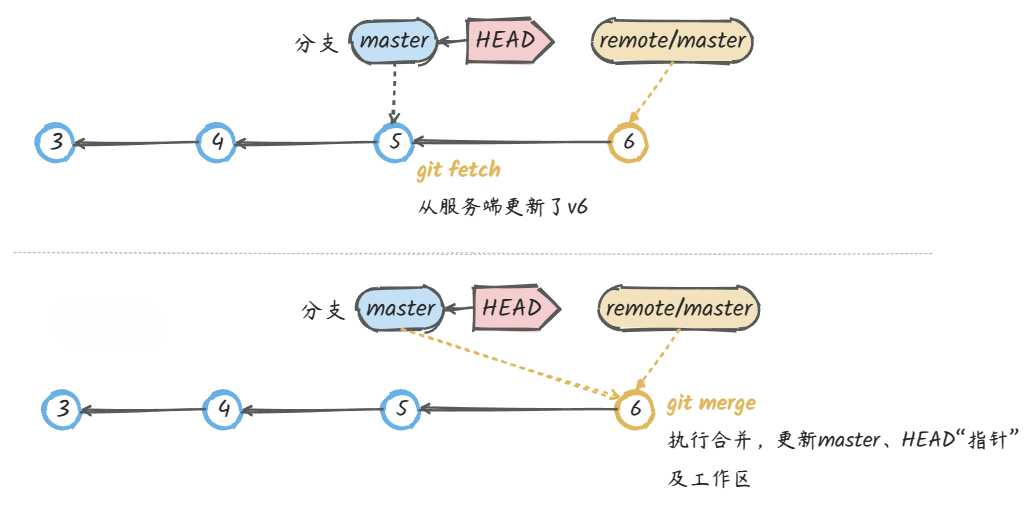 分支 master HEAD remote/master
3 4 5 6
git fetch
从服务端更新了v6
分支 master HEAD remote/master
3 4 5 6 git merge
执行合并，更新master、HEAD“指针”
及工作区